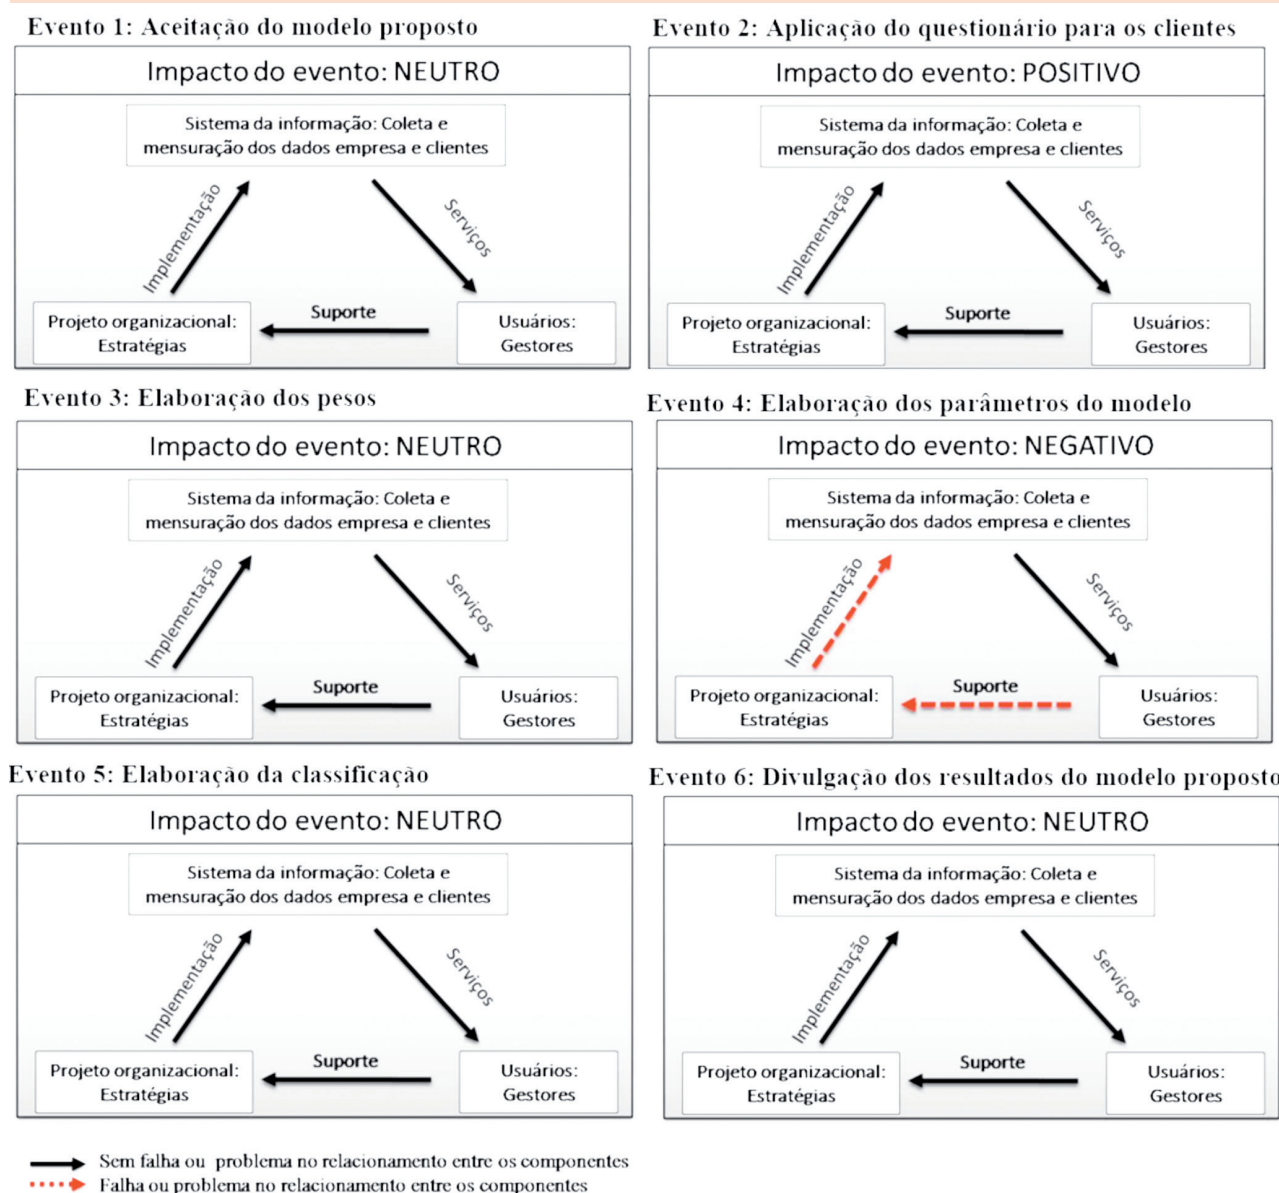 Evento 1: Aceitação do modelo proposto
Impacto do evento: NEUTRO
Sistema da informação: Coleta e
mensuração dos dados empresa e clientes
Implementação
Serviços
Suporte
Projeto organizacional:
Estratégias
Usuários:
Gestores
Evento 2: Aplicação do questionário para os clientes
Impacto do evento: POSITIVO
Sistema da informação: Coleta e
mensuração dos dados empresa e clientes
Implementação
Serviços
Suporte
Projeto organizacional:
Estratégias
Usuários:
Gestores
Evento 3: Elaboração dos pesos
Impacto do evento: NEUTRO
Sistema da informação: Coleta e
mensuração dos dados empresa e clientes
Implementação
Serviços
Suporte
Projeto organizacional:
Estratégias
Usuários:
Gestores
Evento 4: Elaboração dos parâmetros do modelo
Impacto do evento: NEGATIVO
Sistema da informação: Coleta e
mensuração dos dados empresa e clientes
Implementação
Serviços
Suporte
Projeto organizacional:
Estratégias
Usuários:
Gestores
Evento 5: Elaboração da classificação
Impacto do evento: NEUTRO
Sistema da informação: Coleta e
mensuração dos dados empresa e clientes
Implementação
Serviços
Suporte
Projeto organizacional:
Estratégias
Usuários:
Gestores
Evento 6: Divulgação dos resultados do modelo proposto
Impacto do evento: NEUTRO
Sistema da informação: Coleta e
mensuração dos dados empresa e clientes
Implementação
Serviços
Suporte
Projeto organizacional:
Estratégias
Usuários:
Gestores
Sem falha ou problema no relacionamento entre os componentes
Falha ou problema no relacionamento entre os componentes